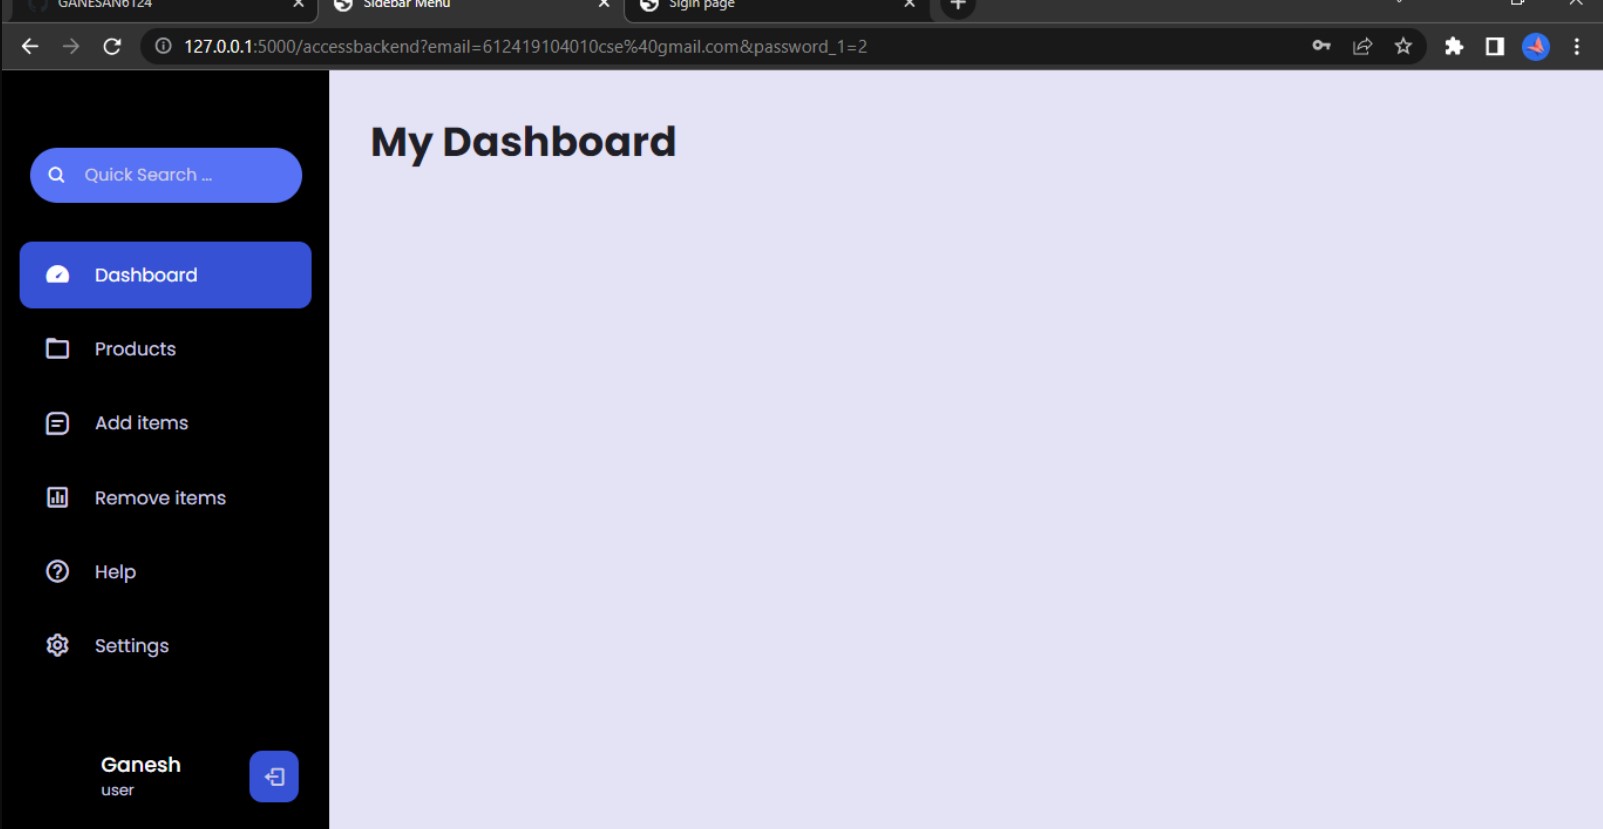 GANESAN6124
Sidebar Menu
Sigin page
127.0.0.1:5000/accessbackend?email=612419104010cse%40gmail.com&password_1=2
My Dashboard
Quick Search ...
Dashboard
Products
Add items
Remove items
Help
Settings
Ganesh
user